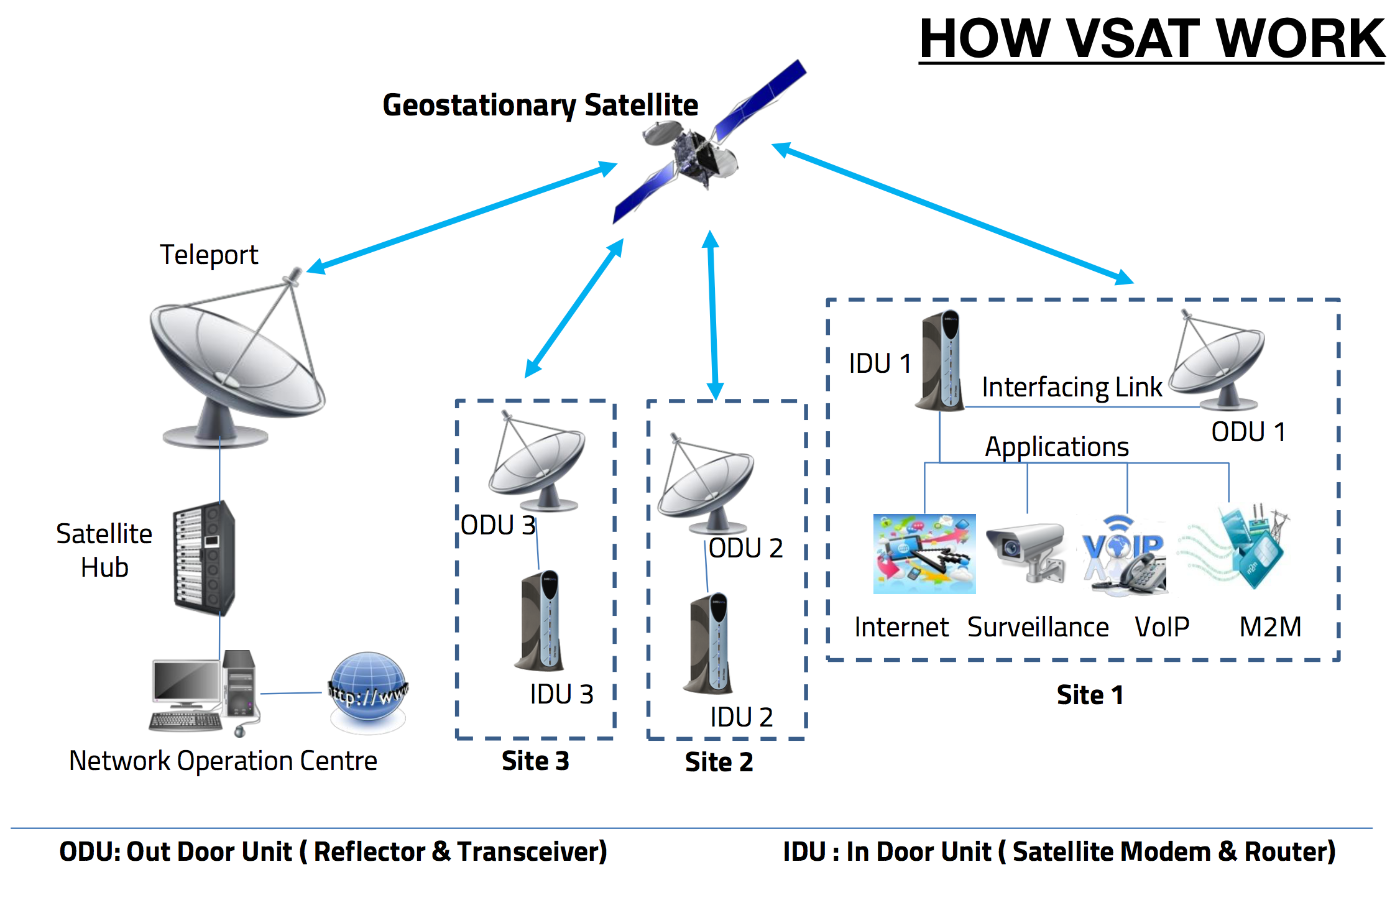 HOW VSAT WORK
Geostationary Satellite
Teleport
IDU 1
Interfacing Link
ODU 1
Applications
Satellite
Hub
ODU 3
ODU 2
VOIP
Internet
Surveillance
VoIP
M2M
IDU 3
IDU 2
http://www
Site 1
Network Operation Centre
Site 3
Site 2
ODU: Out Door Unit ( Reflector & Transceiver)
IDU : In Door Unit ( Satellite Modem & Router)